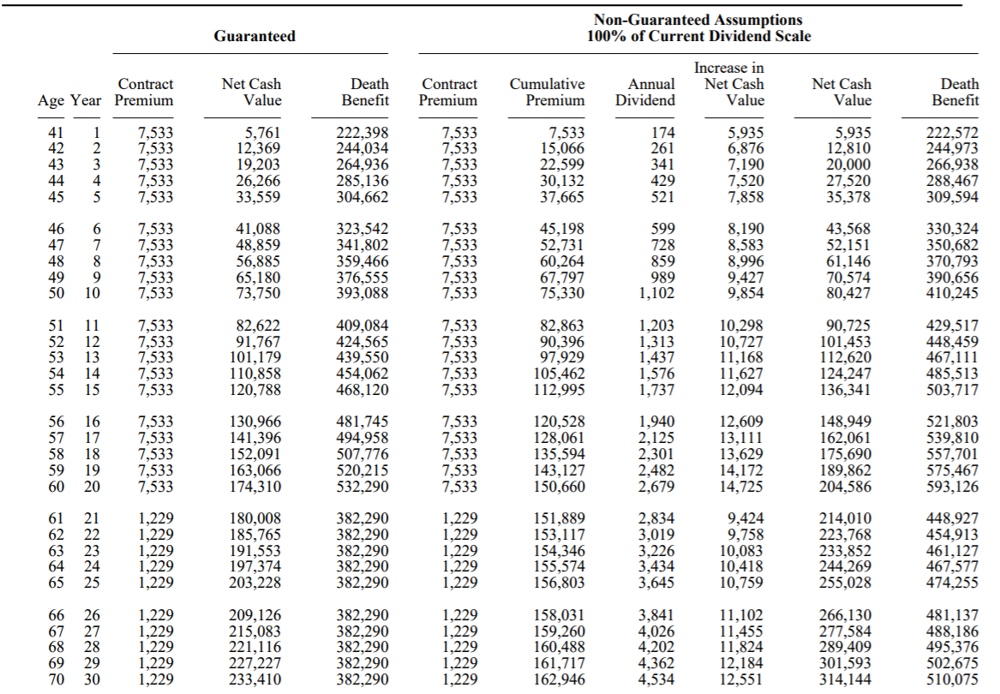 Non-Guaranteed Assumptions
Guaranteed 100% of Current Dividend Scale
Increase in
Contract Net Cash Death Contract Cumulative Annual Net Cash Net Cash Death
Age Year Premium Value Benefit Premium Premium Dividend Value Value Benefit
41 1 7,533 5,761 222,398 7,533 7,533 174 5,935 5,935 222,572
42 2 7,533 12,369 244,034 7,533 15,066 261 6,876 12,810 244,973
43 3 7,533 19,203 264,936 7,533 22,599 341 7,190 20,000 266,938
44 4 7,533 26,266 285,136 7,533 30,132 429 7,520 27,520 288,467
45 5 7,533 33,559 304,662 7,533 37,665 521 7,858 35,378 309,594
46 6 7,533 41,088 323,542 7,533 45,198 599 8,190 43,568 330,324
47 7 7,533 48,859 341,802 7,533 52,731 728 8,583 52,151 350,682
48 8 7,533 56,885 359,466 7,533 60,264 859 8,996 61,146 370,793
49 9 7,533 65,180 376,555 7,533 67,797 989 9,427 70,574 390,656
50 10 7,533 73,750 393,088 7,533 75,330 1,102 9,854 80,427 410,245
51 11 7,533 82,622 409,084 7,533 82,863 1,203 10,298 90,725 429,517
52 12 7,533 91,767 424,565 7,533 90,396 1,313 10,727 101,453 448,459
53 13 7,533 101,179 439,550 7,533 97,929 1,437 11,168 112,620 467,111
54 14 7,533 110,858 454,062 7,533 105,462 1,576 11,627 124,247 485,513
55 15 7,533 120,788 468,120 7,533 112,995 1,737 12,094 136,341 503,717
56 16 7,533 130,966 481,745 7,533 120,528 1,940 12,609 148,949 521,803
57 17 7,533 141,396 494,958 7,533 128,061 2,125 13,111 162,061 539,810
58 18 7,533 152,091 507,776 7,533 135,594 2,301 13,629 175,690 557,701
59 19 7,533 163,066 520,215 7,533 143,127 2,482 14,172 189,862 575,467
60 20 7,533 174,310 532,290 7,533 150,660 2,679 14,725 204,586 593,126
61 21 1,229 180,008 382,290 1,229 151,889 2,834 9,424 214,010 448,927
62 22 1,229 185,765 382,290 1,229 153,117 3,019 9,758 223,768 454,913
63 23 1,229 191,553 382,290 1,229 154,346 3,226 10,083 233,852 461,127
64 24 1,229 197,374 382,290 1,229 155,574 3,434 10,418 244,269 467,577
65 25 1,229 203,228 382,290 1,229 156,803 3,645 10,759 255,028 474,255
66 26 1,229 209,126 382,290 1,229 158,031 3,841 11,102 266,130 481,137
67 27 1,229 215,083 382,290 1,229 159,260 4,026 11,455 277,584 488,186
68 28 1,229 221,116 382,290 1,229 160,488 4,202 11,824 289,409 495,376
69 29 1,229 227,227 382,290 1,229 161,717 4,362 12,184 301,593 502,675
70 30 1,229 233,410 382,290 1,229 162,946 4,534 12,551 314,144 510,075